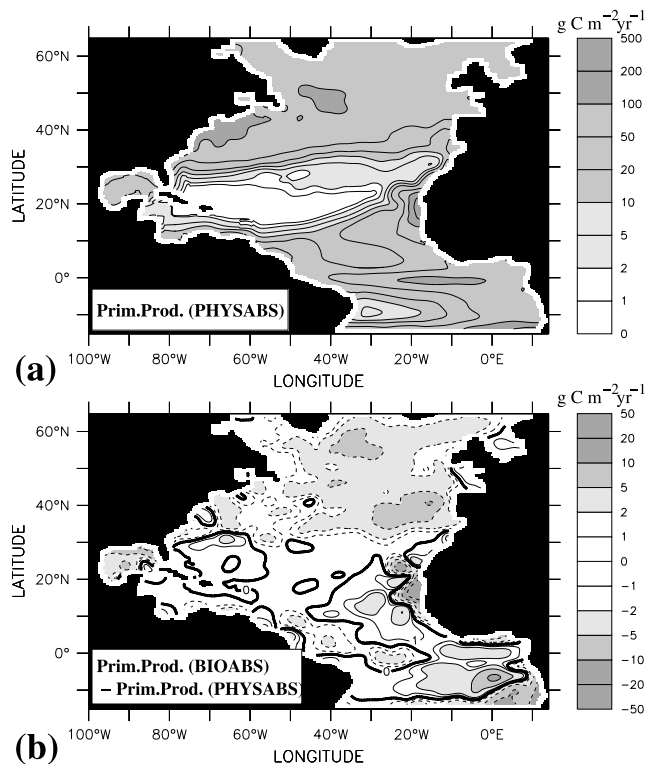 g C m⁻²yr⁻¹
60°N
40°N
20°N
0°
LATITUDE
Prim.Prod. (PHYSABS)
100°W 80°W 60°W 40°W 20°W 0°E
LONGITUDE
(a)
500
200
100
50
20
10
5
2
1
0
g C m⁻²yr⁻¹
60°N
40°N
20°N
0°
LATITUDE
0
1
0
Prim.Prod. (BIOABS)
– Prim.Prod. (PHYSABS)
100°W 80°W 60°W 40°W 20°W 0°E
LONGITUDE
(b)
50
20
10
5
2
1
0
−1
−2
−5
−10
−20
−50